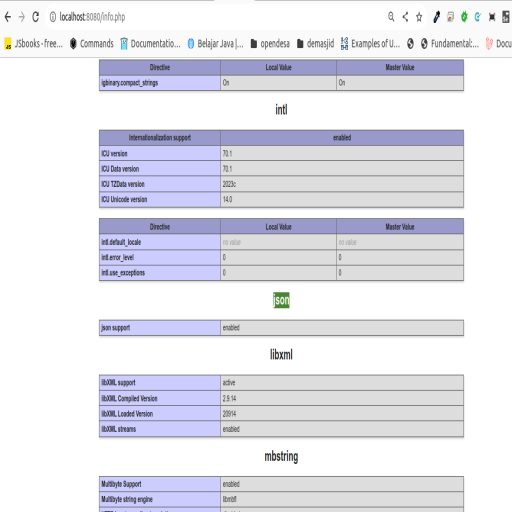 localhost:8080/info.php
JSbooks - free... Commands Documentatio... Belajar Java |... opendesa demasjid Examples of U... Fundamental:... Docu
Directive Local Value Master Value
igbinary.compact_strings On On
intl
Internationalization support enabled
ICU version 70.1
ICU Data version 70.1
ICU TZData version 2023c
ICU Unicode version 14.0
Directive Local Value Master Value
intl.default_locale no value no value
intl.error_level 0 0
intl.use_exceptions 0 0
json
json support enabled
libxml
libXML support active
libXML Compiled Version 2.9.14
libXML Loaded Version 20914
libXML streams enabled
mbstring
Multibyte Support enabled
Multibyte string engine libmbfl